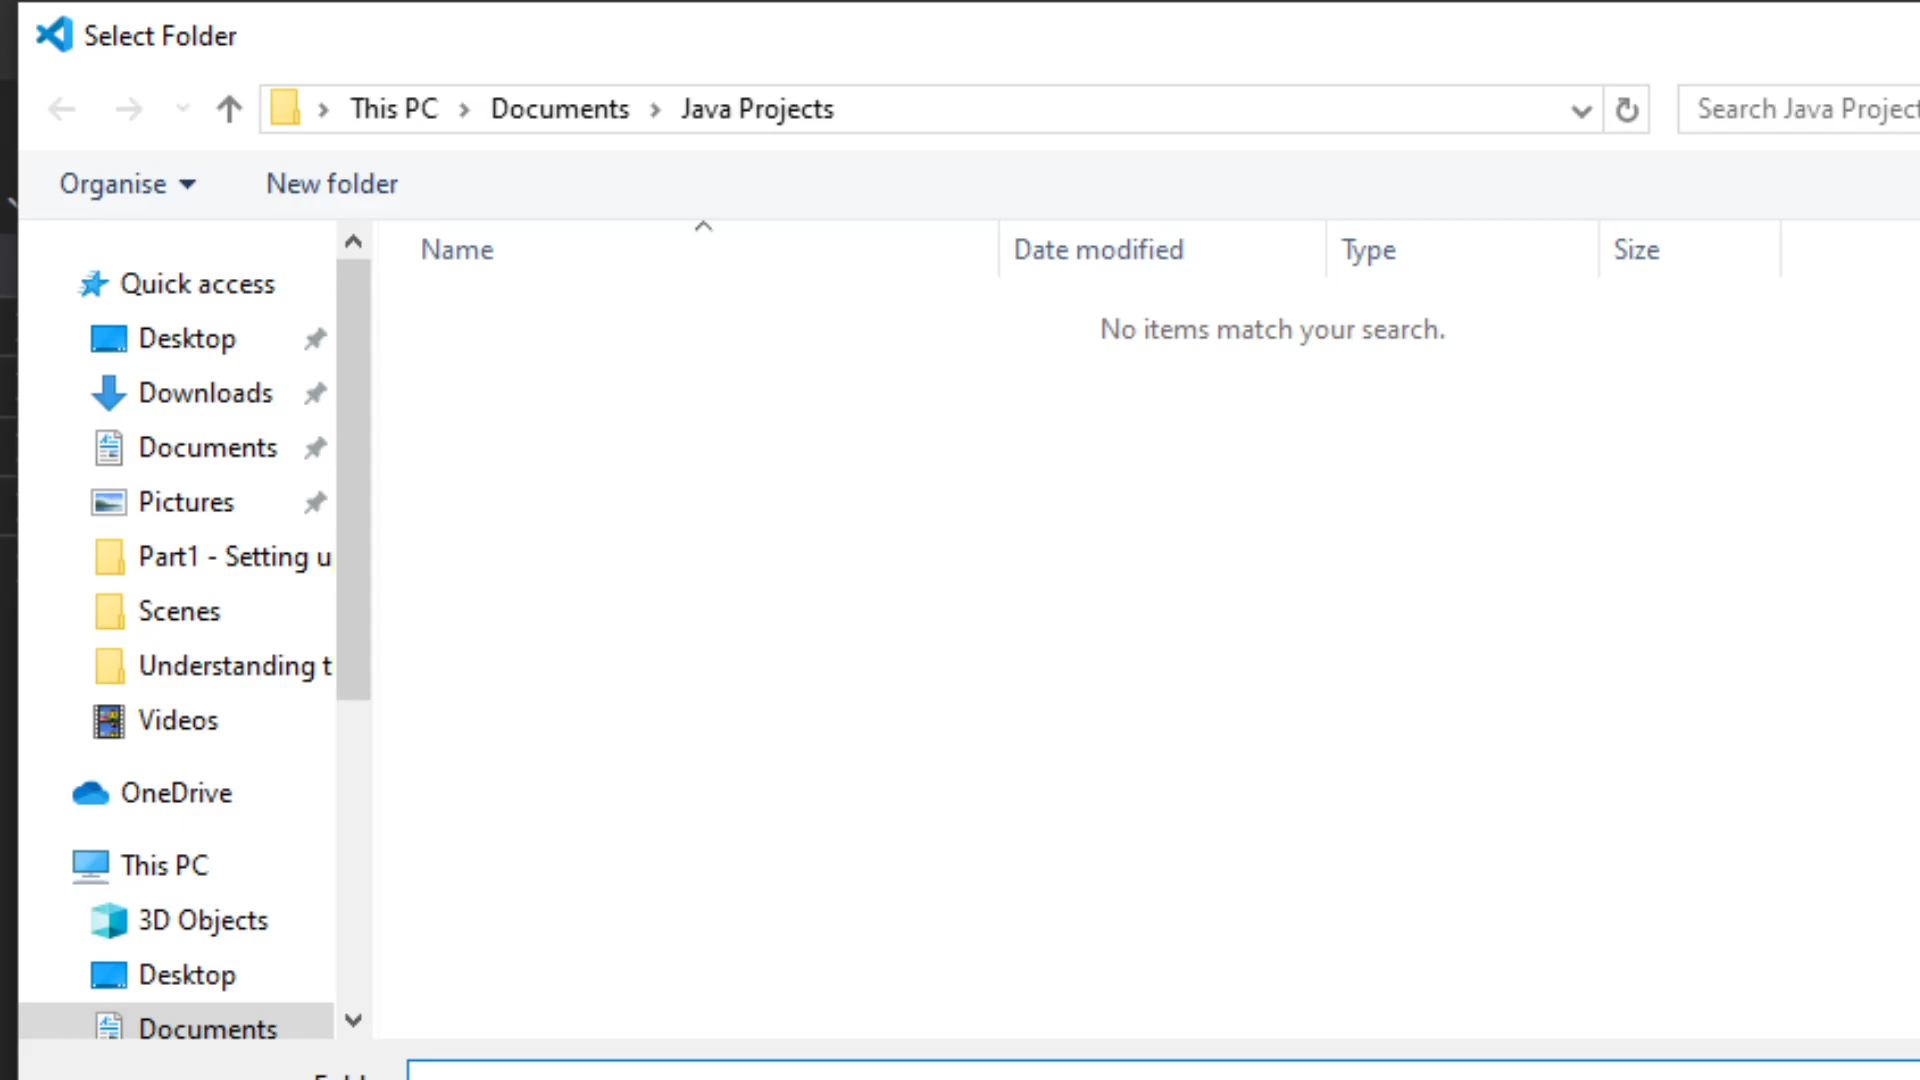 Select Folder
This PC > Documents > Java Projects
Search Java Project
Organise
New folder
Name
Date modified
Type
Size
No items match your search.
Quick access
Desktop
Downloads
Documents
Pictures
Part1 - Setting u
Scenes
Understanding t
Videos
OneDrive
This PC
3D Objects
Desktop
Documents